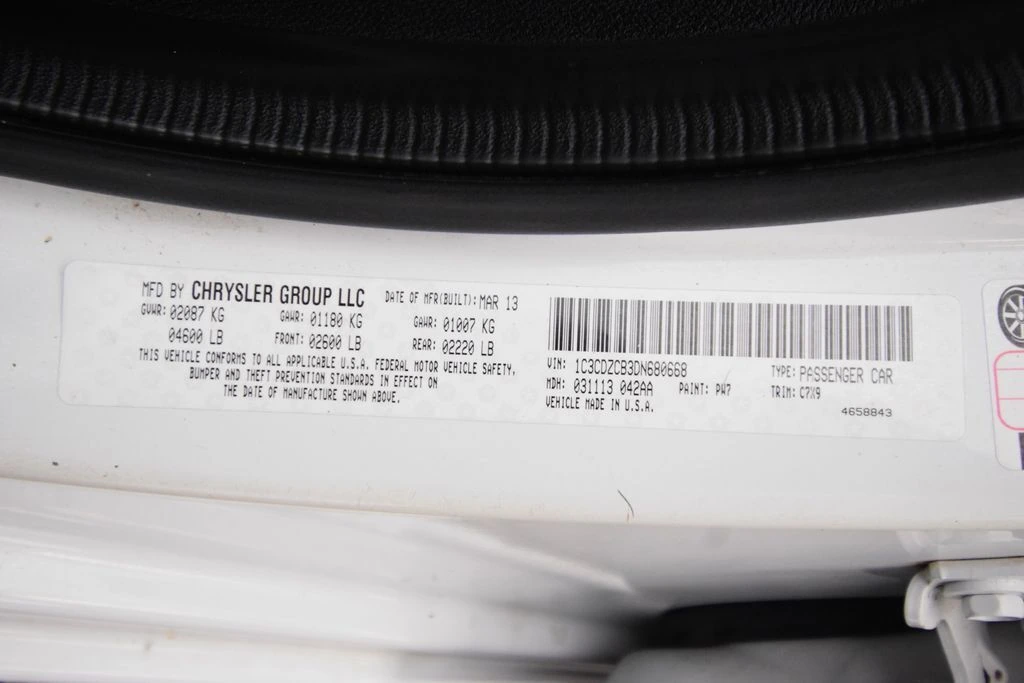 MFD BY CHRYSLER GROUP LLC DATE OF MFR(BUILT): MAR 13
GVWR: 02087 KG GAWR: 01180 KG GAWR: 01007 KG
04600 LB FRONT: 02600 LB REAR: 02220 LB
THIS VEHICLE CONFORMS TO ALL APPLICABLE U.S.A. FEDERAL MOTOR VEHICLE SAFETY,
BUMPER AND THEFT PREVENTION STANDARDS IN EFFECT ON
THE DATE OF MANUFACTURE SHOWN ABOVE.
VIN: 1C3CDZCB3DN680668 TYPE: PASSENGER CAR
MDH: 031113 042AA PAINT: PW7 TRIM: C7X9
VEHICLE MADE IN U.S.A. 4658843